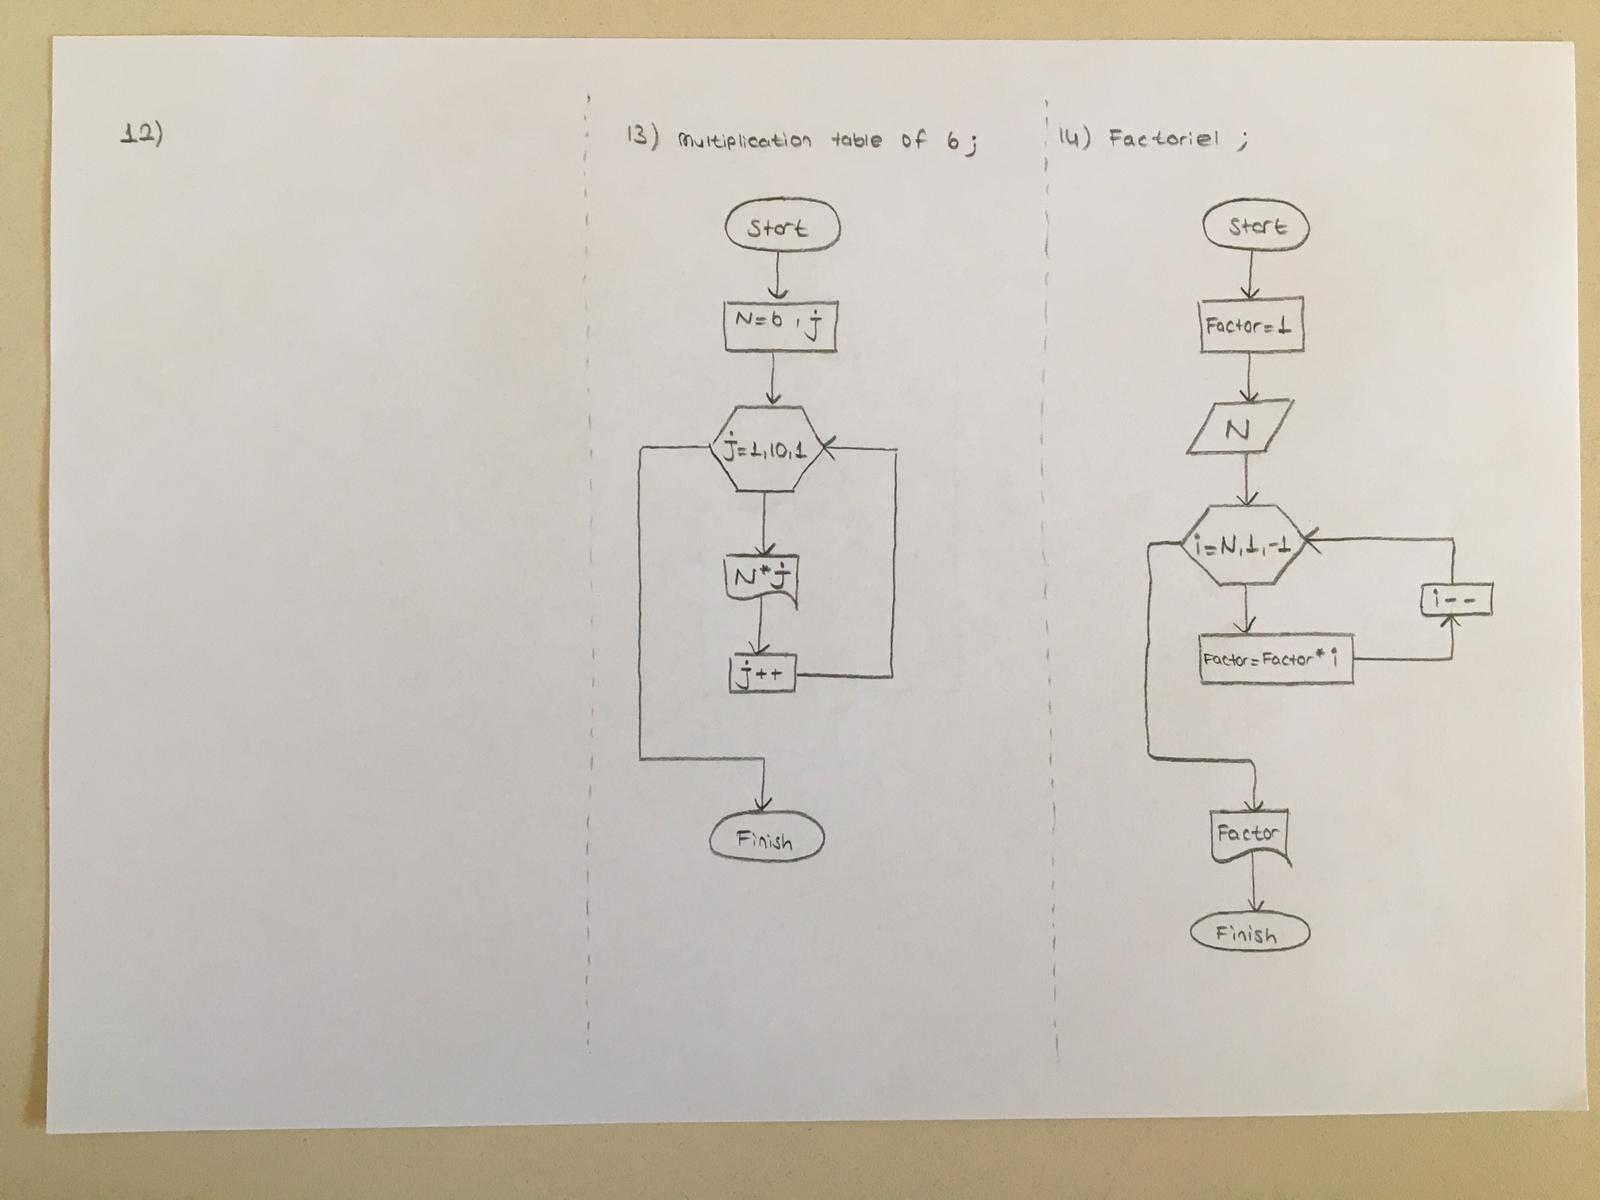 12)
13) Multiplication table of 6;
Start
N=6, j
j=1,10,1
N*j
j++
Finish
14) Factoriel ;
Start
Factor=1
N
i=N,1,-1
i--
Factor=Factor*i
Factor
Finish